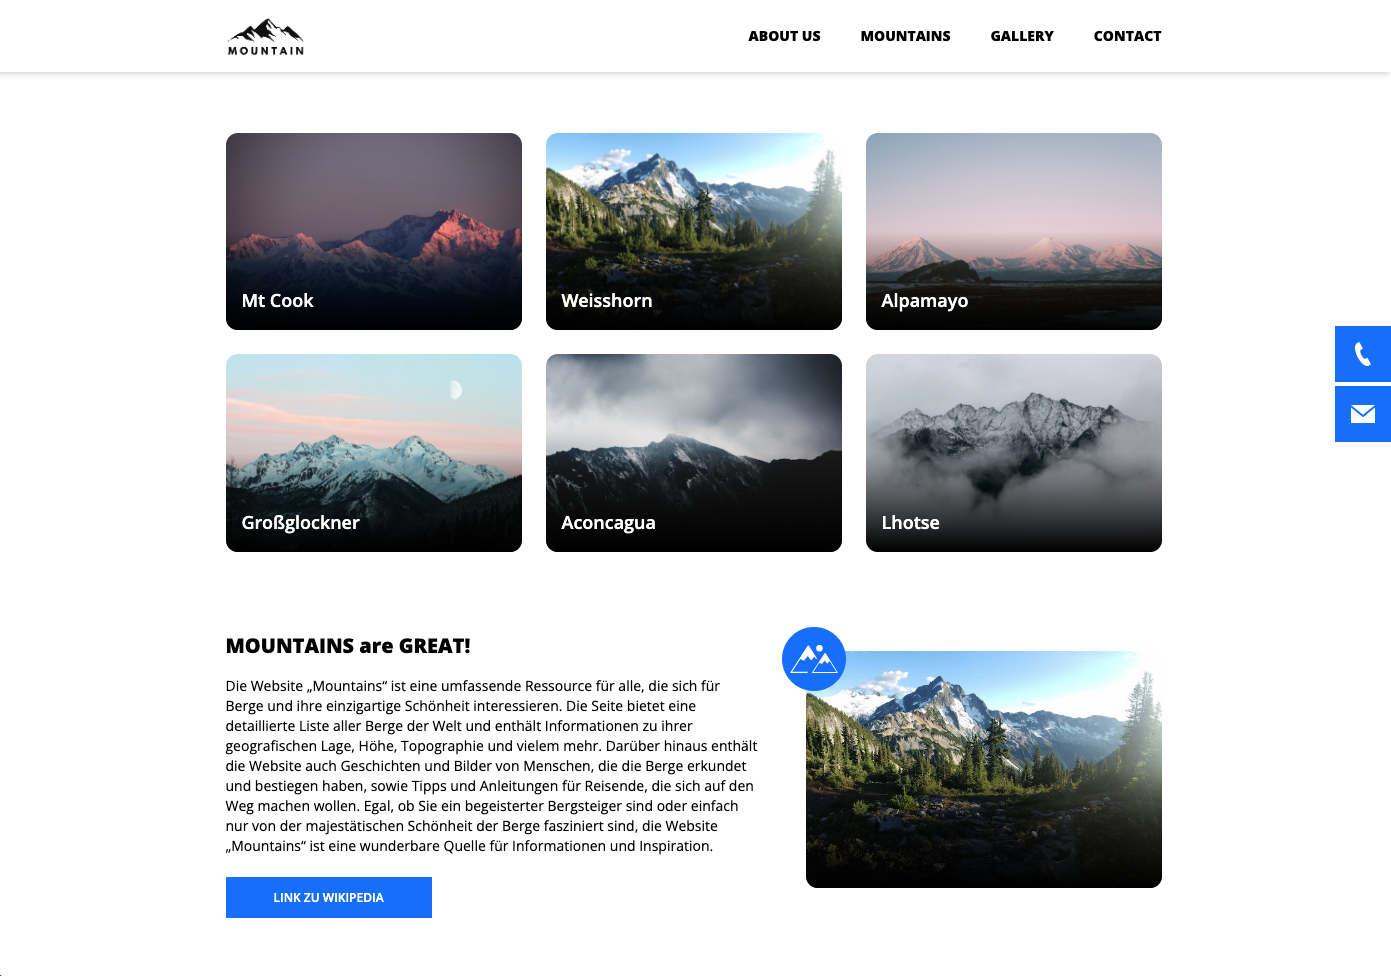 MOUNTAIN
ABOUT US
MOUNTAINS
GALLERY
CONTACT
Mt Cook
Weisshorn
Alpamayo
Großglockner
Aconcagua
Lhotse
MOUNTAINS are GREAT!
Die Website „Mountains“ ist eine umfassende Ressource für alle, die sich für
Berge und ihre einzigartige Schönheit interessieren. Die Seite bietet eine
detaillierte Liste aller Berge der Welt und enthält Informationen zu ihrer
geografischen Lage, Höhe, Topographie und vielem mehr. Darüber hinaus enthält
die Website auch Geschichten und Bilder von Menschen, die die Berge erkundet
und bestiegen haben, sowie Tipps und Anleitungen für Reisende, die sich auf den
Weg machen wollen. Egal, ob Sie ein begeisterter Bergsteiger sind oder einfach
nur von der majestätischen Schönheit der Berge fasziniert sind, die Website
„Mountains“ ist eine wunderbare Quelle für Informationen und Inspiration.
LINK ZU WIKIPEDIA